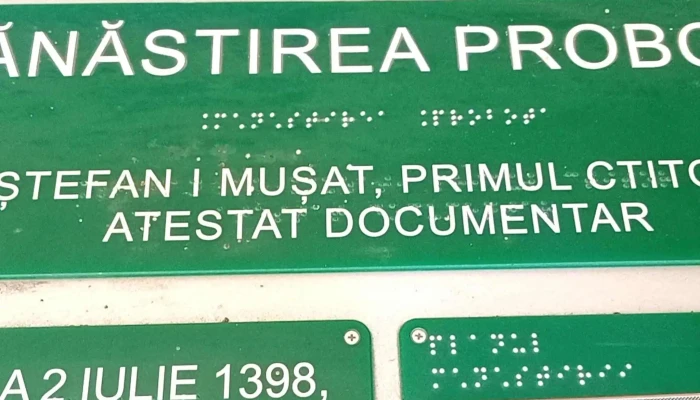 ĂNĂSTIREA PROBO
ȘTEFAN I MUȘAT, PRIMUL CTITO
ATESTAT DOCUMENTAR
A 2 IULIE 1398,